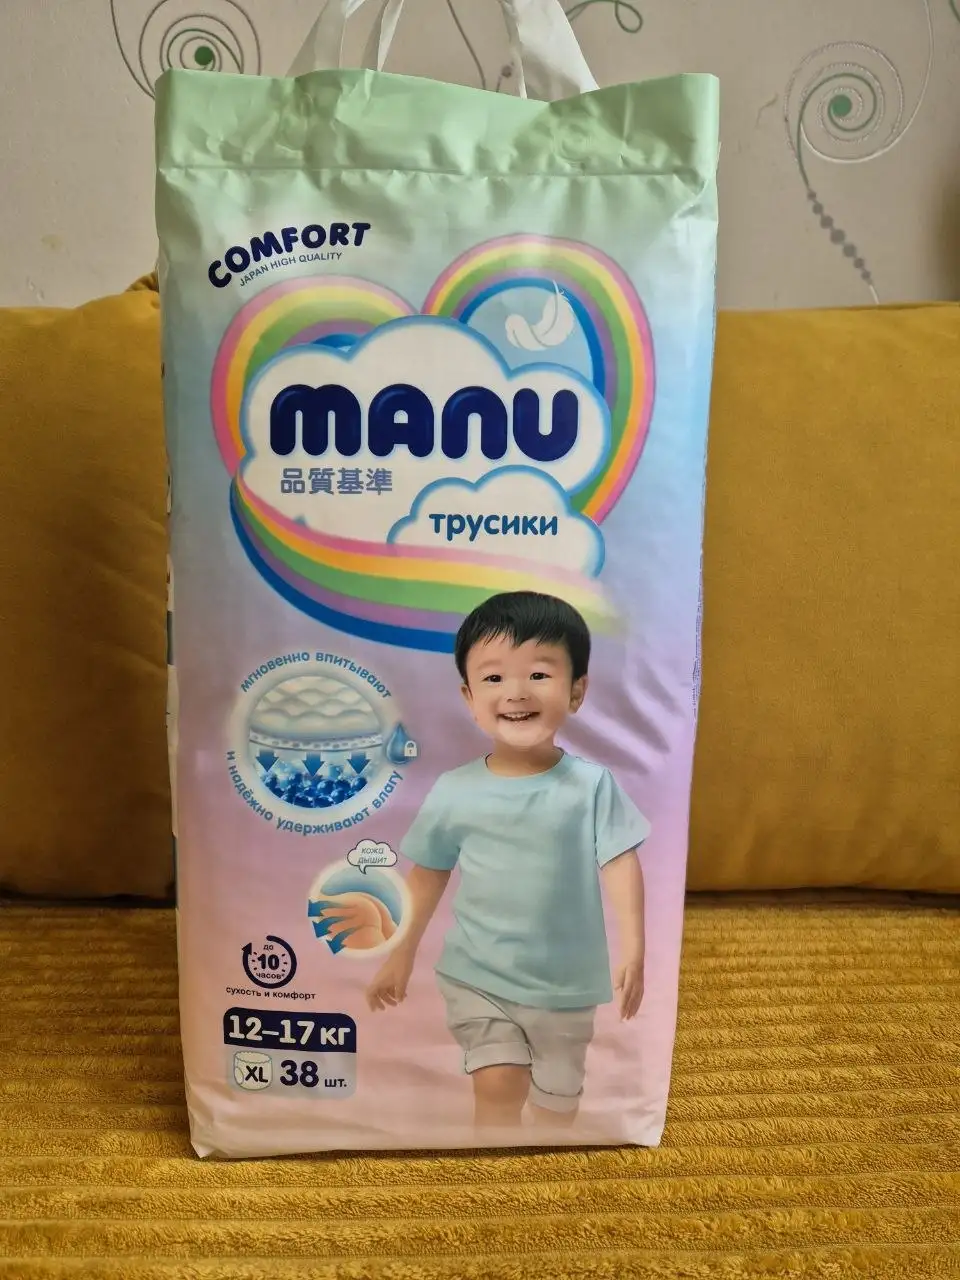 COMFORT
JAPAN HIGH QUALITY
manu
品質基準
трусики
мгновенно впитывают
и надёжно удерживают влагу
кожа
дышит
до
10
часов*
сухость и комфорт
12–17 кг
XL 38 шт.